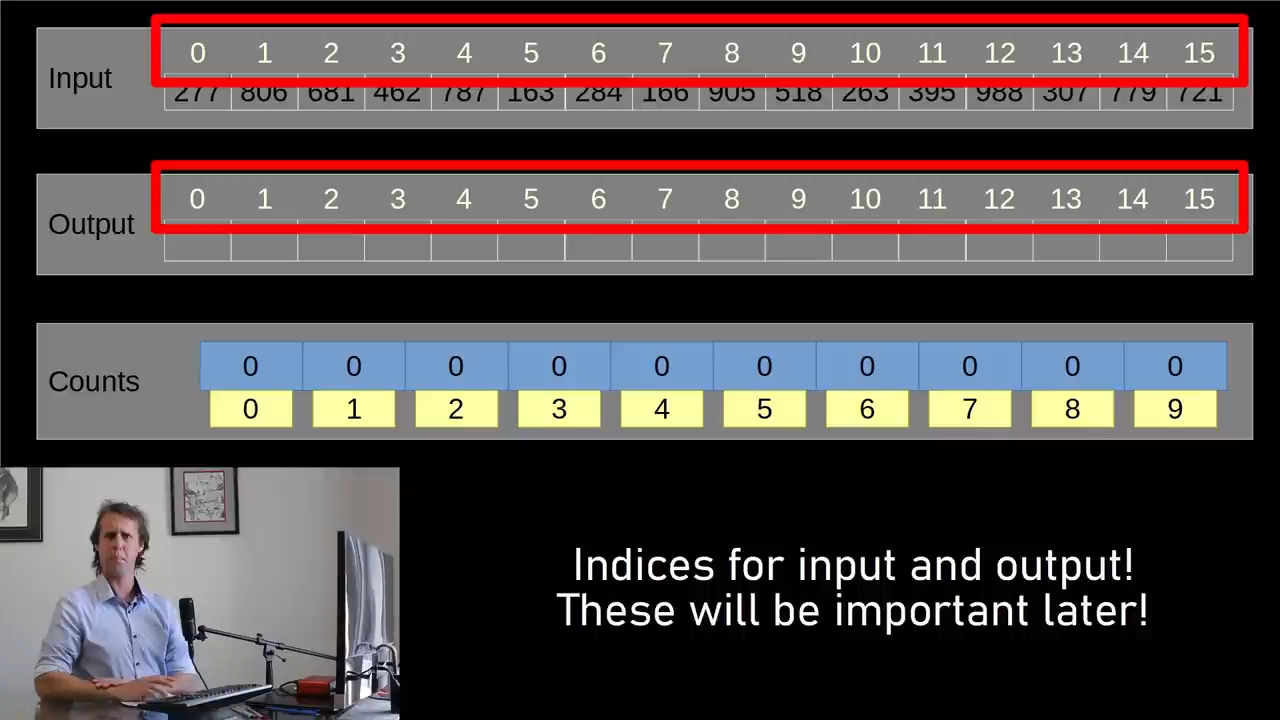 Input
0 1 2 3 4 5 6 7 8 9 10 11 12 13 14 15
277 806 681 462 787 163 284 166 905 518 263 395 988 307 779 721
Output
0 1 2 3 4 5 6 7 8 9 10 11 12 13 14 15
Counts
0 0 0 0 0 0 0 0 0 0
0 1 2 3 4 5 6 7 8 9
Indices for input and output!
These will be important later!